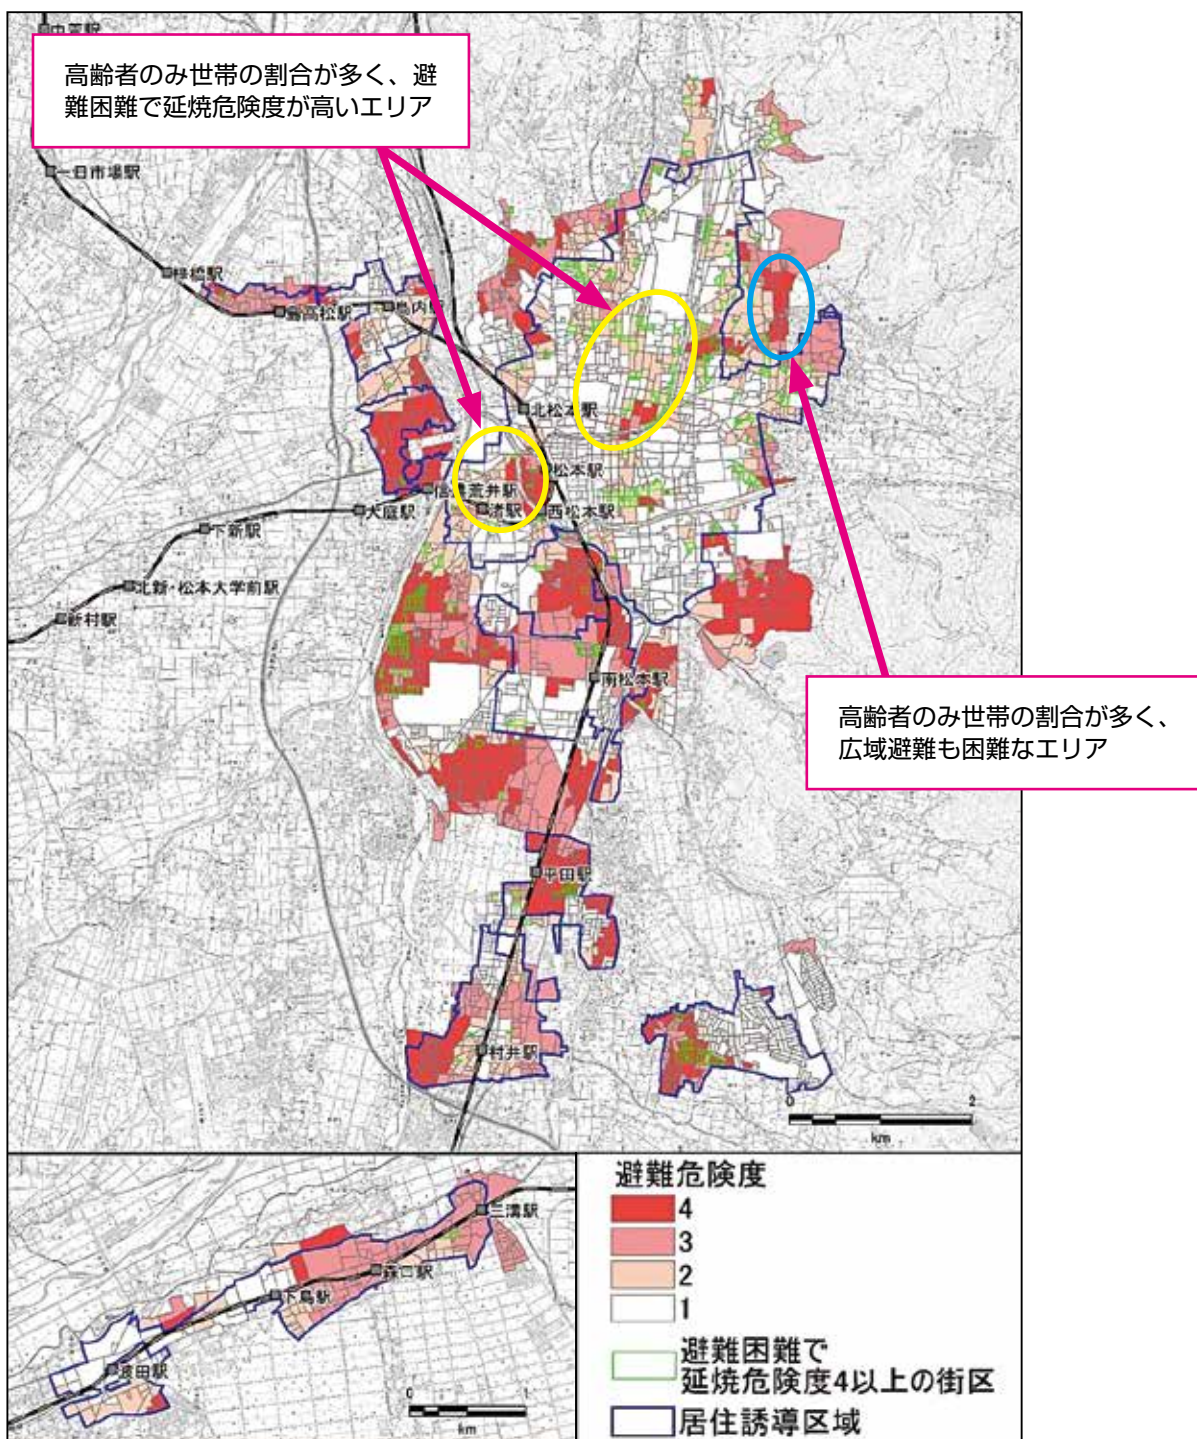 高齢者のみ世帯の割合が多く、避
難困難で延焼危険度が高いエリア
一日市場駅
島高松駅
島内駅
北松本駅
松本駅
信濃荒井駅
渚駅
西松本駅
大庭駅
下新駅
北新・松本大学前駅
新村駅
南松本駅
高齢者のみ世帯の割合が多く、
広域避難も困難なエリア
平田駅
村井駅
0 2
km
三溝駅
森口駅
下島駅
波田駅
0 1
km
避難危険度
4
3
2
1
避難困難で
延焼危険度4以上の街区
居住誘導区域